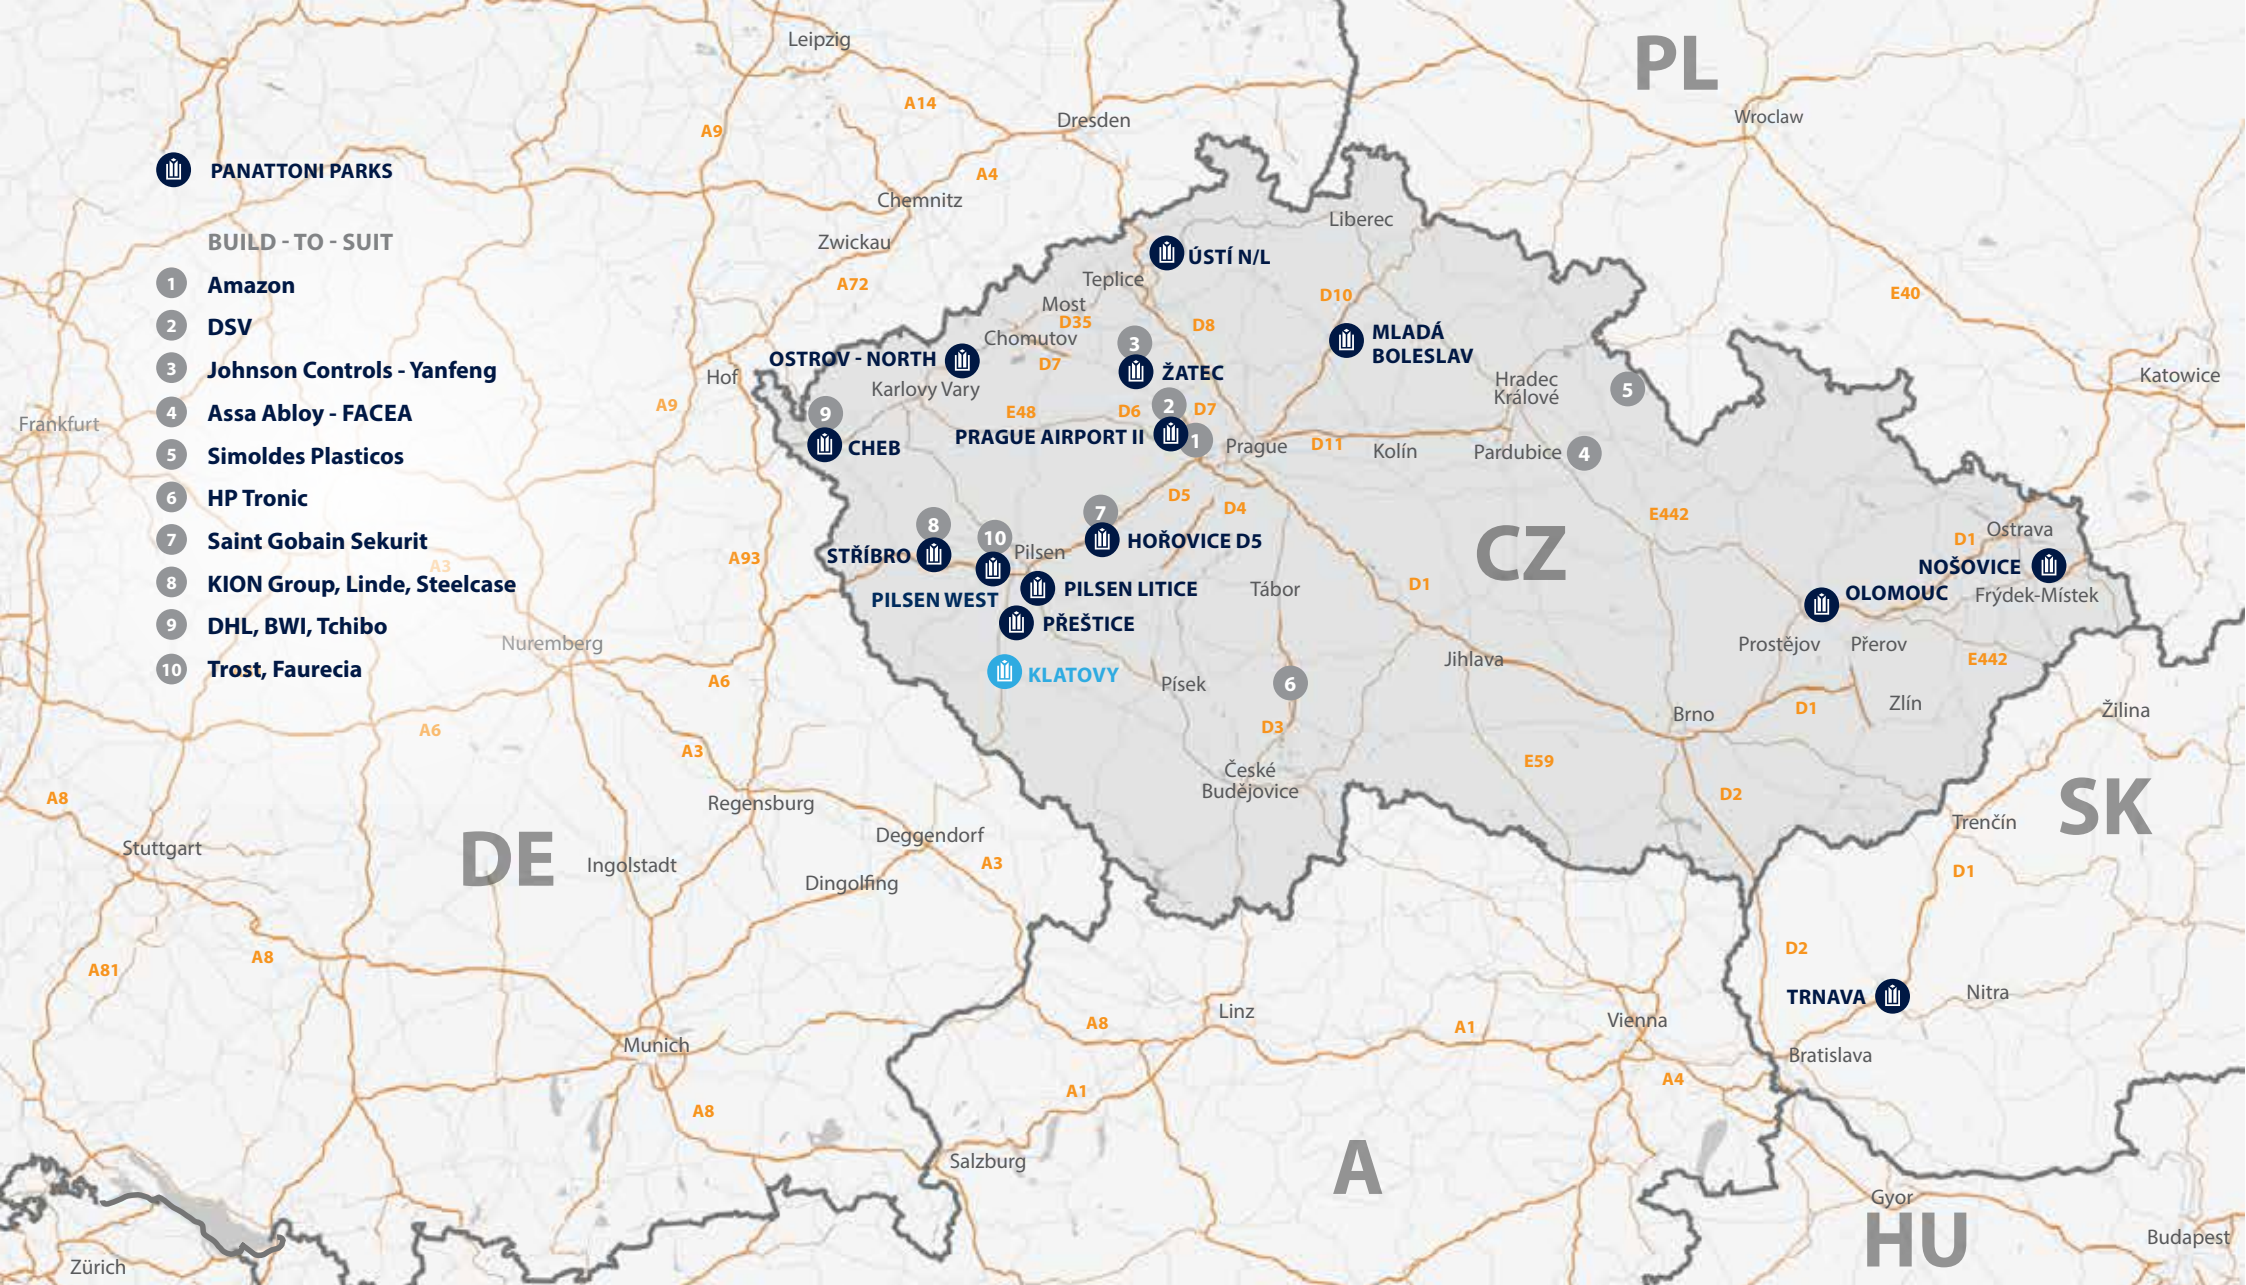 PANATTONI PARKS
BUILD - TO - SUIT
1 Amazon
2 DSV
3 Johnson Controls - Yanfeng
4 Assa Abloy - FACEA
5 Simoldes Plasticos
6 HP Tronic
7 Saint Gobain Sekurit
8 KION Group, Linde, Steelcase
9 DHL, BWI, Tchibo
10 Trost, Faurecia
Leipzig
PL
A14
Wroclaw
Dresden
A9
A4
Chemnitz
Liberec
Zwickau
ÚSTÍ N/L
Teplice
A72
E40
D10
Most
D35
D8
Chomutov
3
MLADÁ
BOLESLAV
OSTROV - NORTH
D7
ŽATEC
Hof
Katowice
Hradec
Králové
Karlovy Vary
5
A9
9
E48
D6
2
D7
Frankfurt
CHEB
PRAGUE AIRPORT II
1
Prague
D11
Kolín
Pardubice
4
D5
D4
7
E442
8
10
Ostrava
D1
STŘÍBRO
Pilsen
HOŘOVICE D5
CZ
A93
A3
NOŠOVICE
PILSEN WEST
PILSEN LITICE
Tábor
D1
OLOMOUC
Frýdek-Místek
PŘEŠTICE
Nuremberg
Prostějov
Přerov
Jihlava
E442
KLATOVY
A6
Písek
6
Zlín
D1
Žilina
Brno
A6
D3
A3
E59
České
Budějovice
D2
A8
Regensburg
SK
Trenčín
Deggendorf
Stuttgart
DE
Ingolstadt
A3
D1
Dingolfing
D2
A8
A81
TRNAVA
Nitra
Linz
A8
A1
Vienna
Munich
Bratislava
A4
A1
A8
Salzburg
A
Gyor
HU
Budapest
Zürich